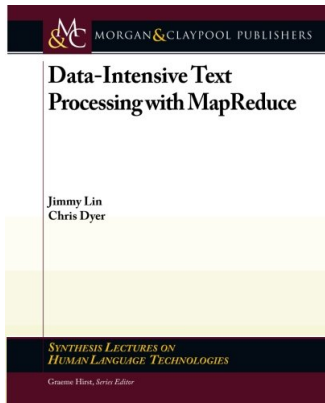 M
&C MORGAN&CLAYPOOL PUBLISHERS
Data-Intensive Text
Processing with MapReduce
Jimmy Lin
Chris Dyer
SYNTHESIS LECTURES ON
HUMAN LANGUAGE TECHNOLOGIES
Graeme Hirst, Series Editor